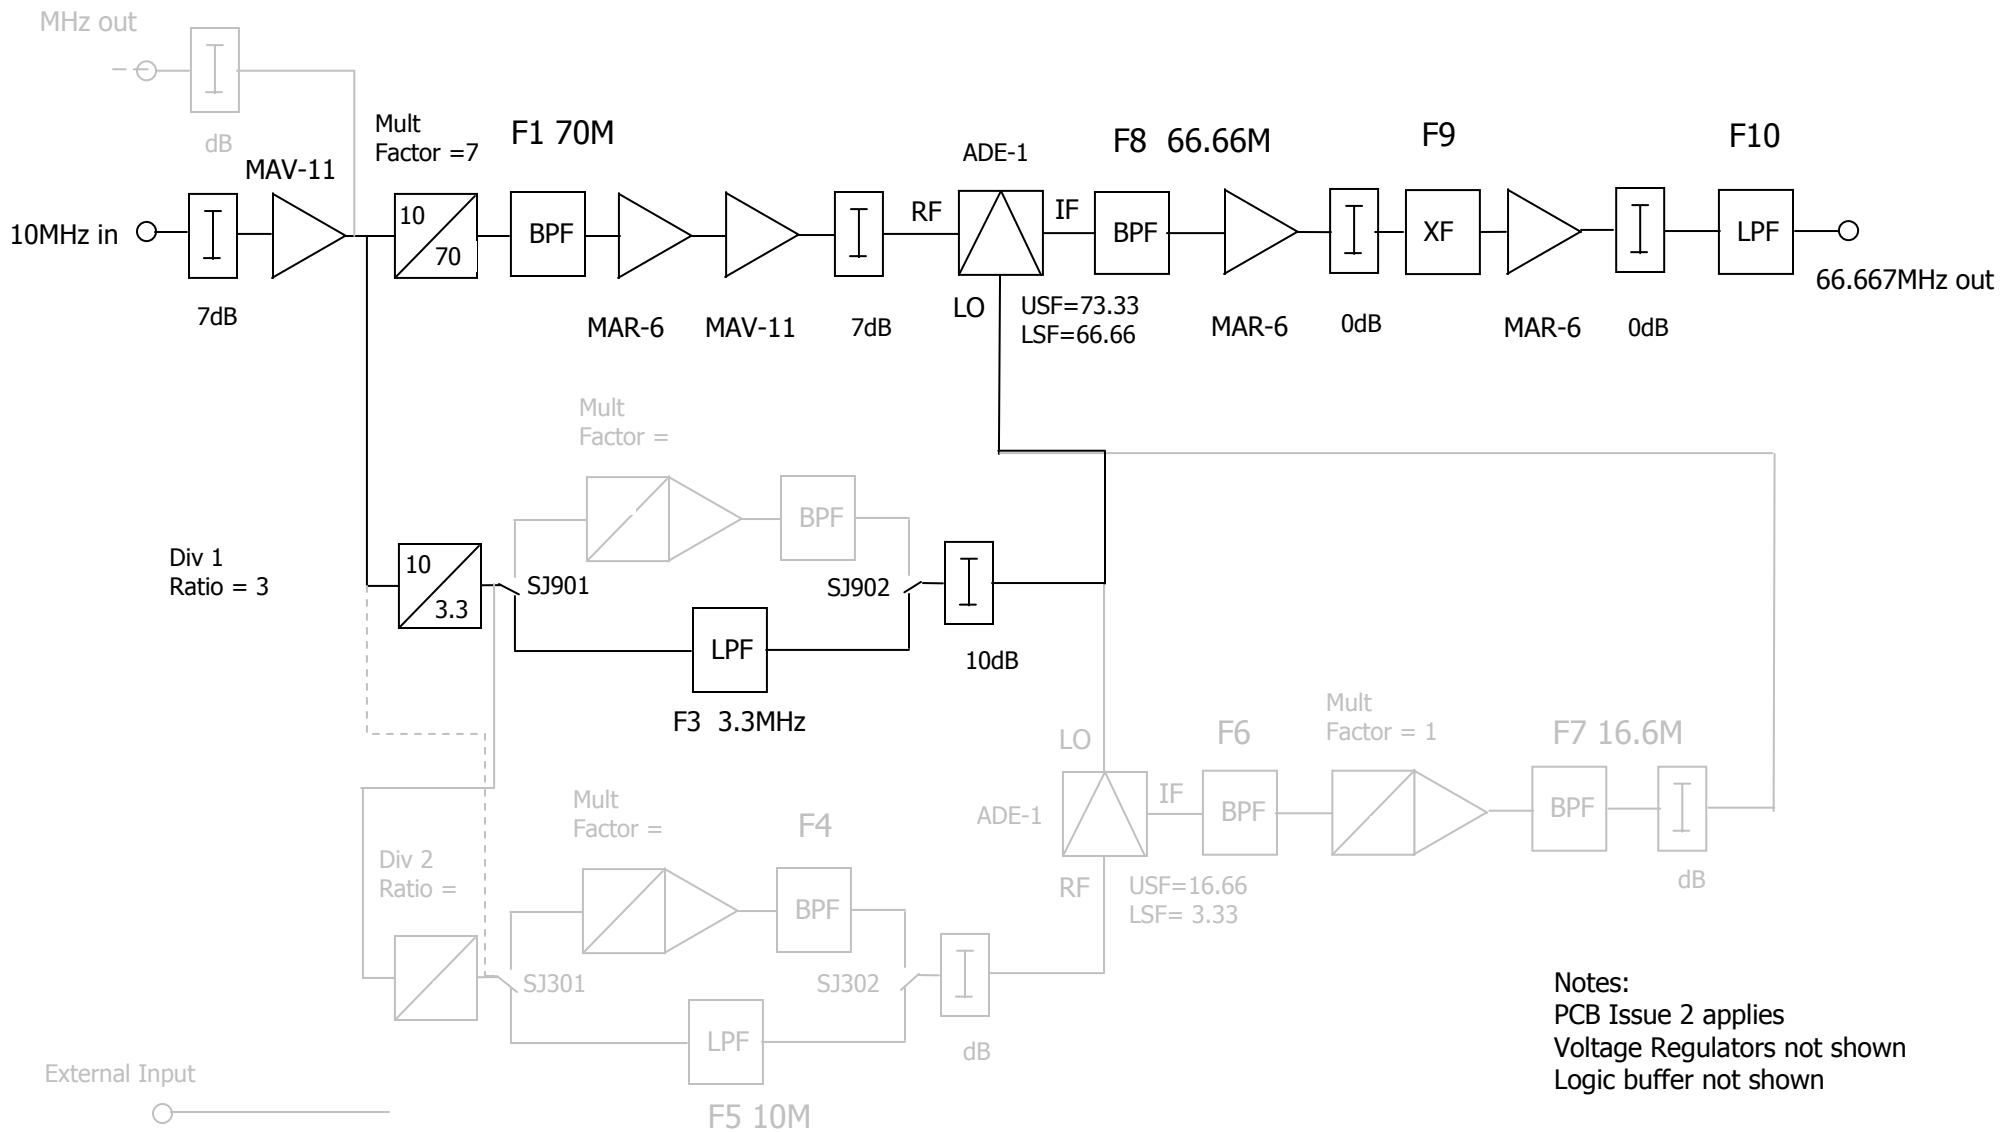 MHz out
dB
MAV-11
Mult
Factor =7
F1 70M
ADE-1
F8  66.66M
F9
F10
10MHz in
10
70
BPF
RF
IF
BPF
XF
LPF
7dB
MAR-6
MAV-11
7dB
LO
USF=73.33
LSF=66.66
MAR-6
0dB
MAR-6
0dB
66.667MHz out
Mult
Factor =
BPF
Div 1
Ratio = 3
10
3.3
SJ901
SJ902
LPF
10dB
F3  3.3MHz
Mult
Factor = 1
LO
F6
F7 16.6M
Mult
Factor =
F4
ADE-1
IF
BPF
BPF
Div 2
Ratio =
BPF
RF
USF=16.66
LSF= 3.33
dB
SJ301
SJ302
LPF
dB
F5 10M
External Input
Notes:
PCB Issue 2 applies
Voltage Regulators not shown
Logic buffer not shown